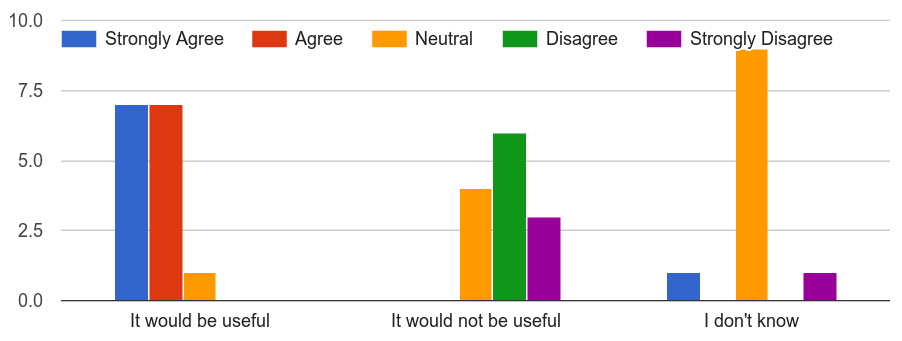 10.0
Strongly Agree Agree Neutral Disagree Strongly Disagree
7.5
5.0
2.5
0.0
It would be useful It would not be useful I don't know